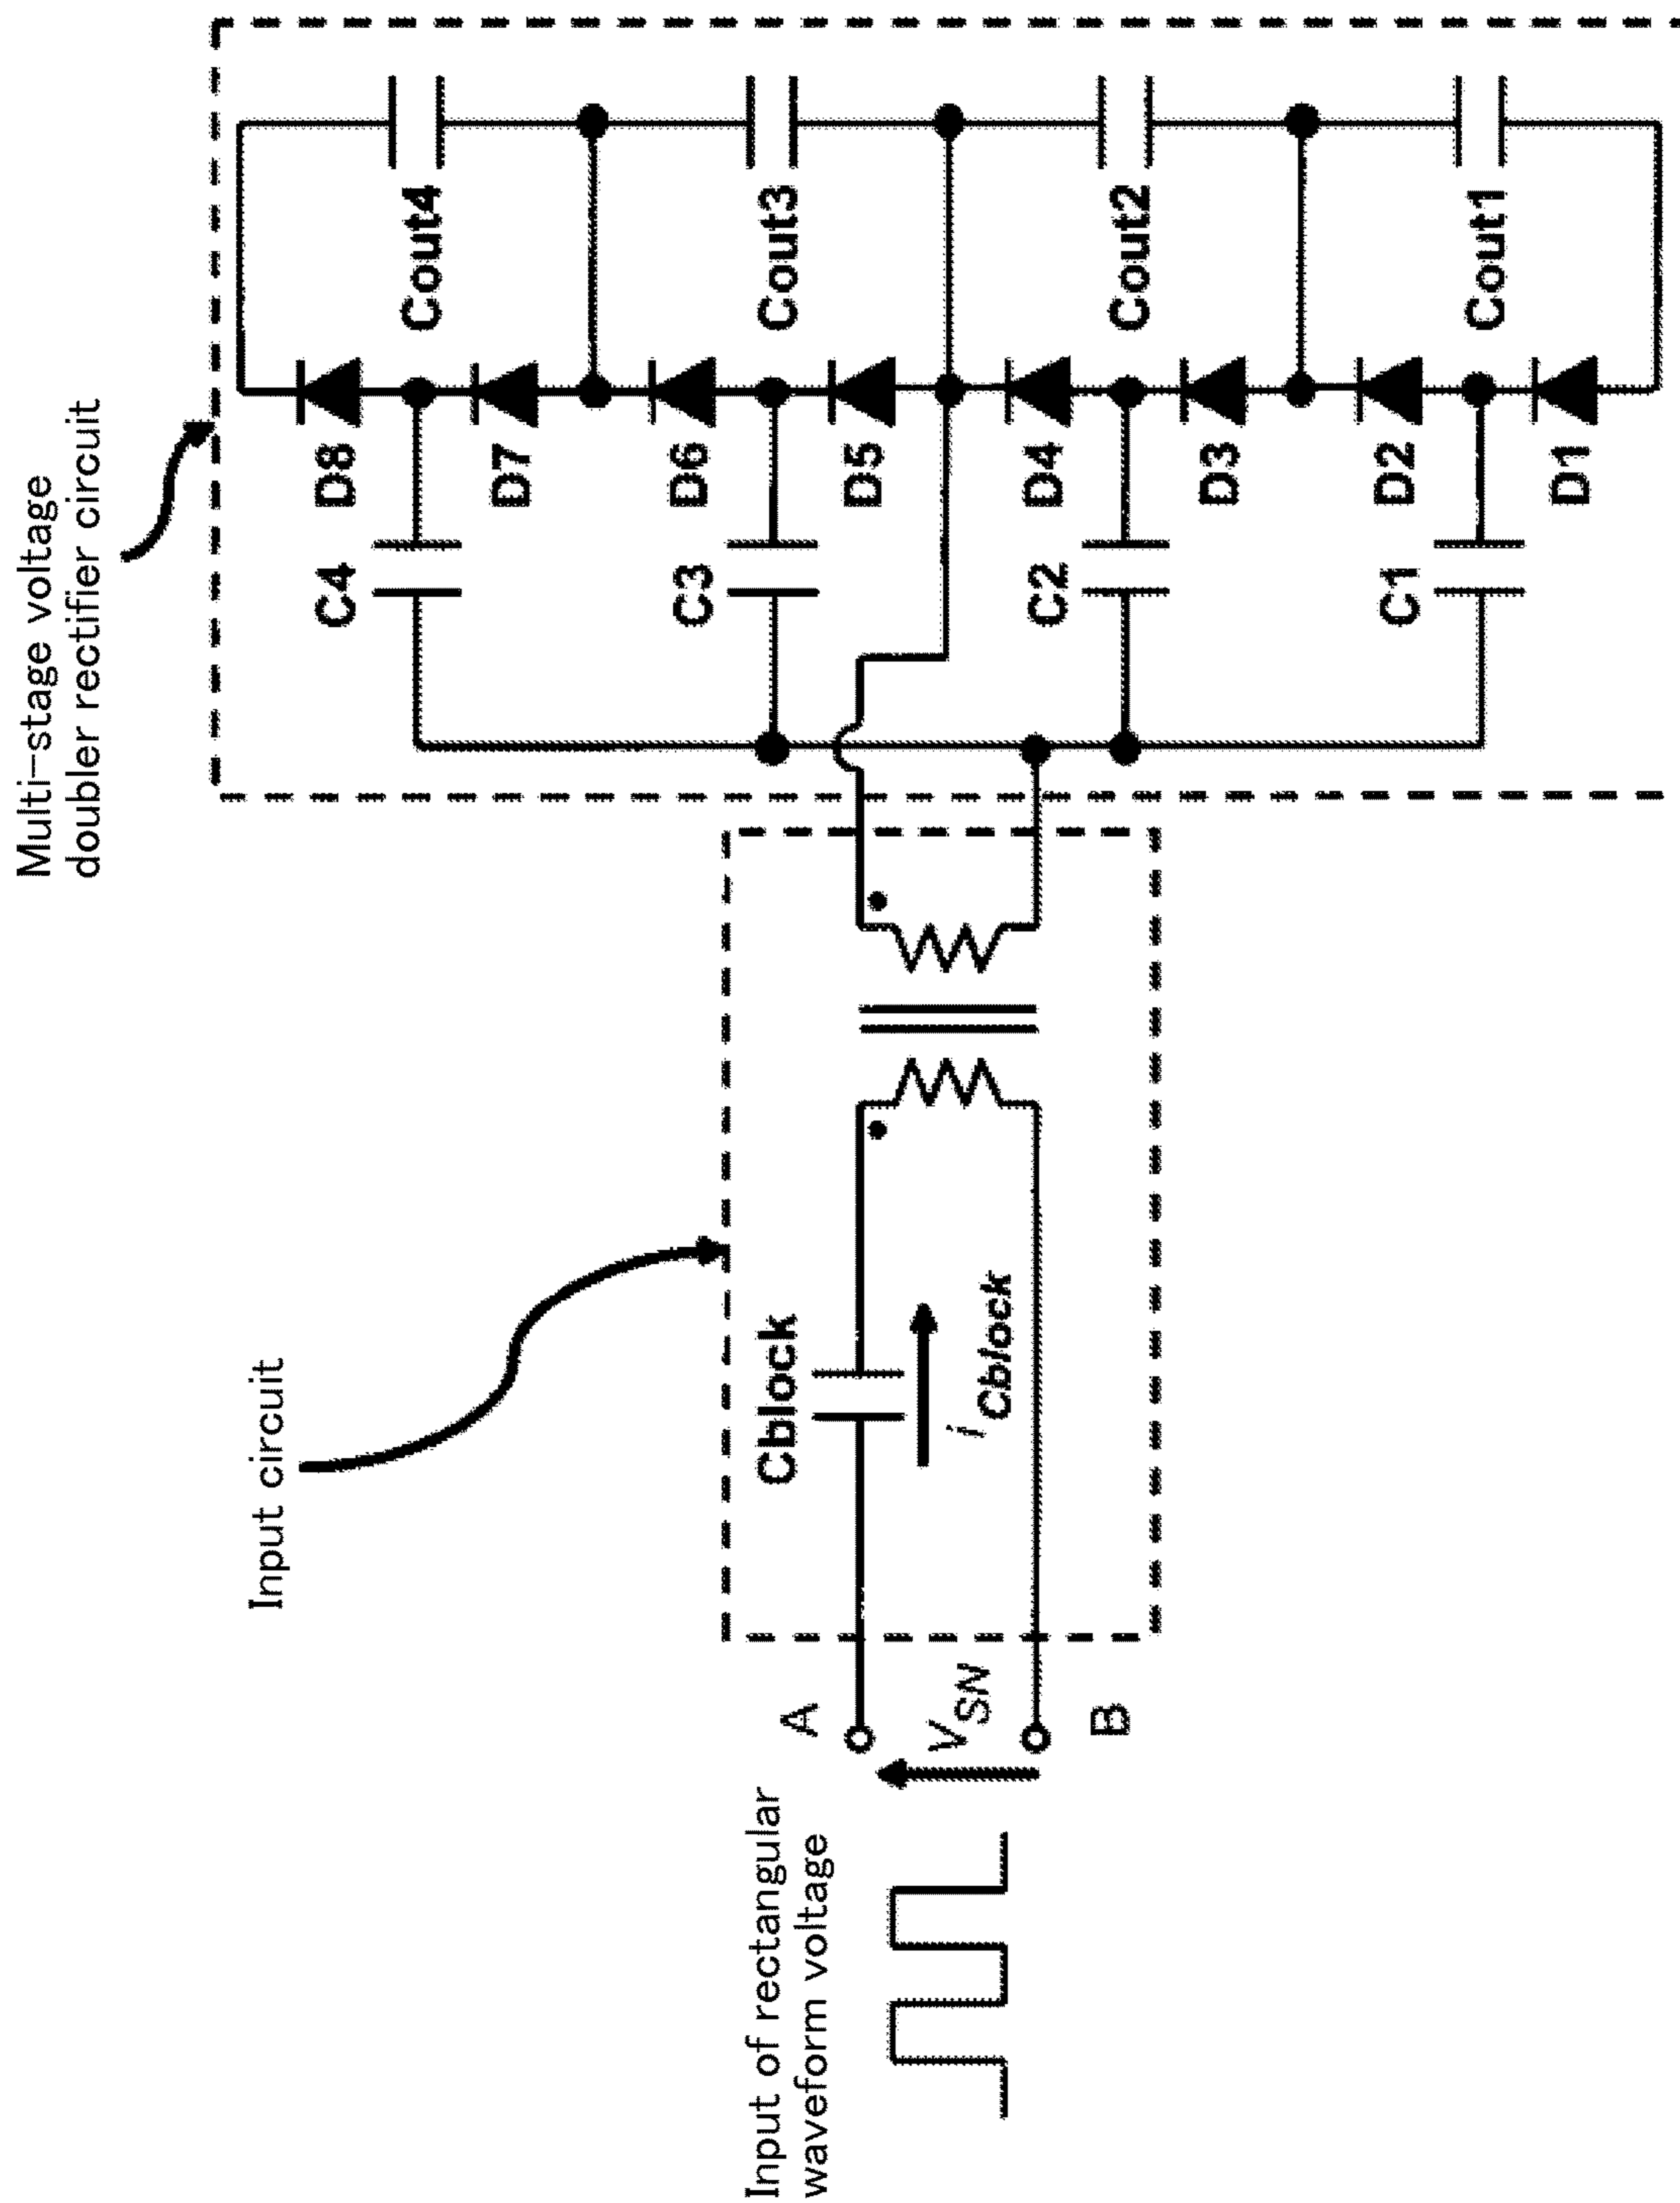 Multi-stage voltage
doubler rectifier circuit
Input circuit
Input of rectangular
waveform voltage
A
B
VSN
Cblock
iCblock
C4
C3
C2
C1
D8
D7
D6
D5
D4
D3
D2
D1
Cout4
Cout3
Cout2
Cout1